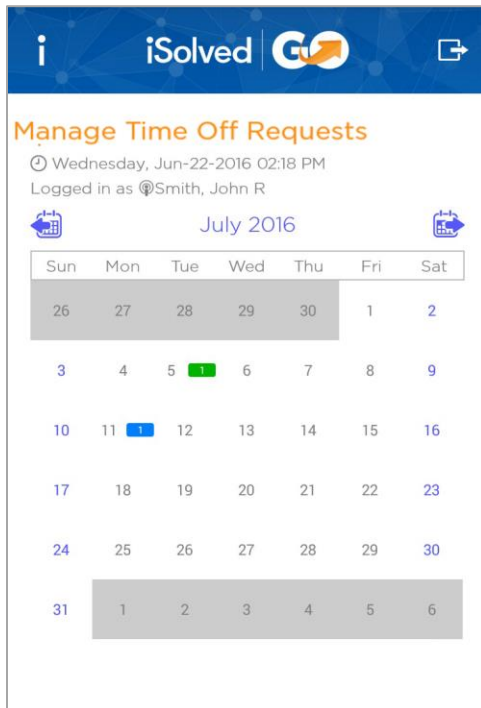 i iSolved GO
Manage Time Off Requests
Wednesday, Jun-22-2016 02:18 PM
Logged in as Smith, John R
July 2016
Sun Mon Tue Wed Thu Fri Sat
26 27 28 29 30 1 2
3 4 5 1 6 7 8 9
10 11 1 12 13 14 15 16
17 18 19 20 21 22 23
24 25 26 27 28 29 30
31 1 2 3 4 5 6